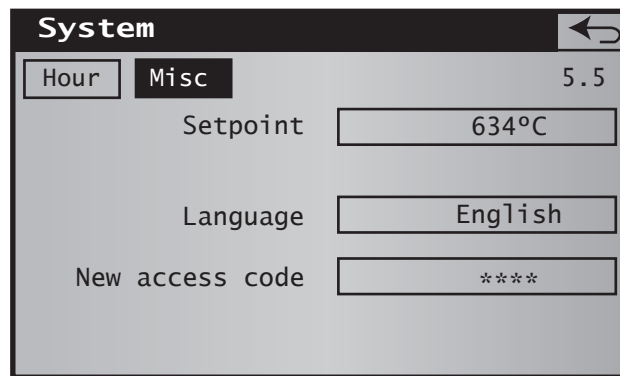 System
Hour Misc 5.5
Setpoint 634ºC
Language English
New access code ****